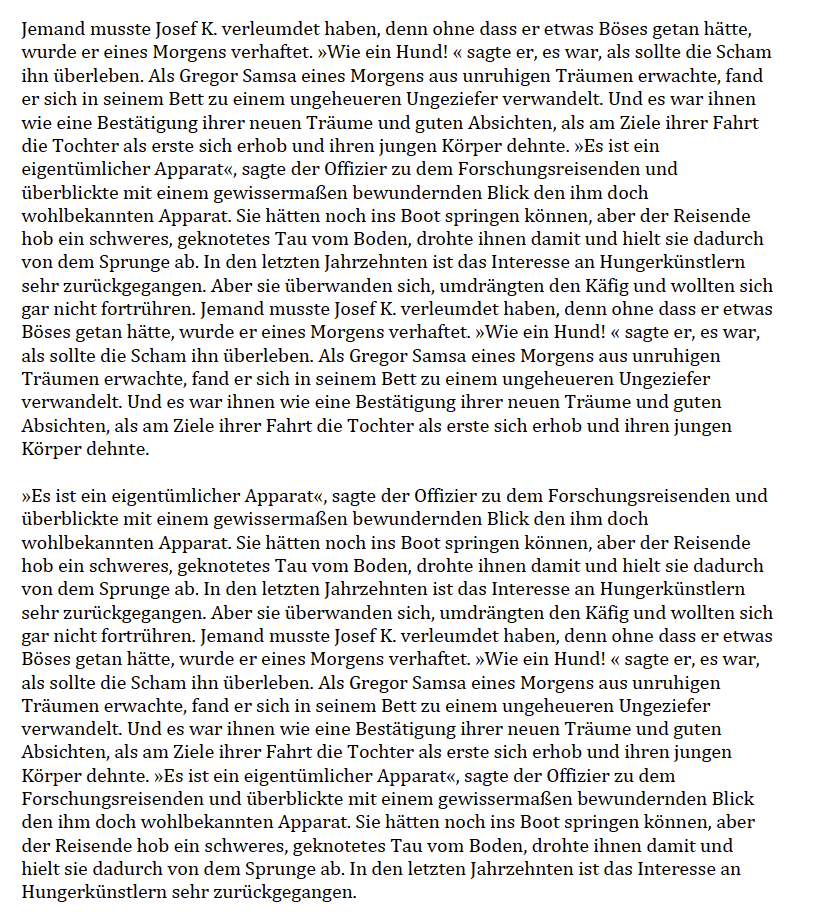 Jemand musste Josef K. verleumdet haben, denn ohne dass er etwas Böses getan hätte,
wurde er eines Morgens verhaftet. »Wie ein Hund! « sagte er, es war, als sollte die Scham
ihn überleben. Als Gregor Samsa eines Morgens aus unruhigen Träumen erwachte, fand
er sich in seinem Bett zu einem ungeheueren Ungeziefer verwandelt. Und es war ihnen
wie eine Bestätigung ihrer neuen Träume und guten Absichten, als am Ziele ihrer Fahrt
die Tochter als erste sich erhob und ihren jungen Körper dehnte. »Es ist ein
eigentümlicher Apparat«, sagte der Offizier zu dem Forschungsreisenden und
überblickte mit einem gewissermaßen bewundernden Blick den ihm doch
wohlbekannten Apparat. Sie hätten noch ins Boot springen können, aber der Reisende
hob ein schweres, geknotetes Tau vom Boden, drohte ihnen damit und hielt sie dadurch
von dem Sprunge ab. In den letzten Jahrzehnten ist das Interesse an Hungerkünstlern
sehr zurückgegangen. Aber sie überwanden sich, umdrängten den Käfig und wollten sich
gar nicht fortrühren. Jemand musste Josef K. verleumdet haben, denn ohne dass er etwas
Böses getan hätte, wurde er eines Morgens verhaftet. »Wie ein Hund! « sagte er, es war,
als sollte die Scham ihn überleben. Als Gregor Samsa eines Morgens aus unruhigen
Träumen erwachte, fand er sich in seinem Bett zu einem ungeheueren Ungeziefer
verwandelt. Und es war ihnen wie eine Bestätigung ihrer neuen Träume und guten
Absichten, als am Ziele ihrer Fahrt die Tochter als erste sich erhob und ihren jungen
Körper dehnte.

»Es ist ein eigentümlicher Apparat«, sagte der Offizier zu dem Forschungsreisenden und
überblickte mit einem gewissermaßen bewundernden Blick den ihm doch
wohlbekannten Apparat. Sie hätten noch ins Boot springen können, aber der Reisende
hob ein schweres, geknotetes Tau vom Boden, drohte ihnen damit und hielt sie dadurch
von dem Sprunge ab. In den letzten Jahrzehnten ist das Interesse an Hungerkünstlern
sehr zurückgegangen. Aber sie überwanden sich, umdrängten den Käfig und wollten sich
gar nicht fortrühren. Jemand musste Josef K. verleumdet haben, denn ohne dass er etwas
Böses getan hätte, wurde er eines Morgens verhaftet. »Wie ein Hund! « sagte er, es war,
als sollte die Scham ihn überleben. Als Gregor Samsa eines Morgens aus unruhigen
Träumen erwachte, fand er sich in seinem Bett zu einem ungeheueren Ungeziefer
verwandelt. Und es war ihnen wie eine Bestätigung ihrer neuen Träume und guten
Absichten, als am Ziele ihrer Fahrt die Tochter als erste sich erhob und ihren jungen
Körper dehnte. »Es ist ein eigentümlicher Apparat«, sagte der Offizier zu dem
Forschungsreisenden und überblickte mit einem gewissermaßen bewundernden Blick
den ihm doch wohlbekannten Apparat. Sie hätten noch ins Boot springen können, aber
der Reisende hob ein schweres, geknotetes Tau vom Boden, drohte ihnen damit und
hielt sie dadurch von dem Sprunge ab. In den letzten Jahrzehnten ist das Interesse an
Hungerkünstlern sehr zurückgegangen.